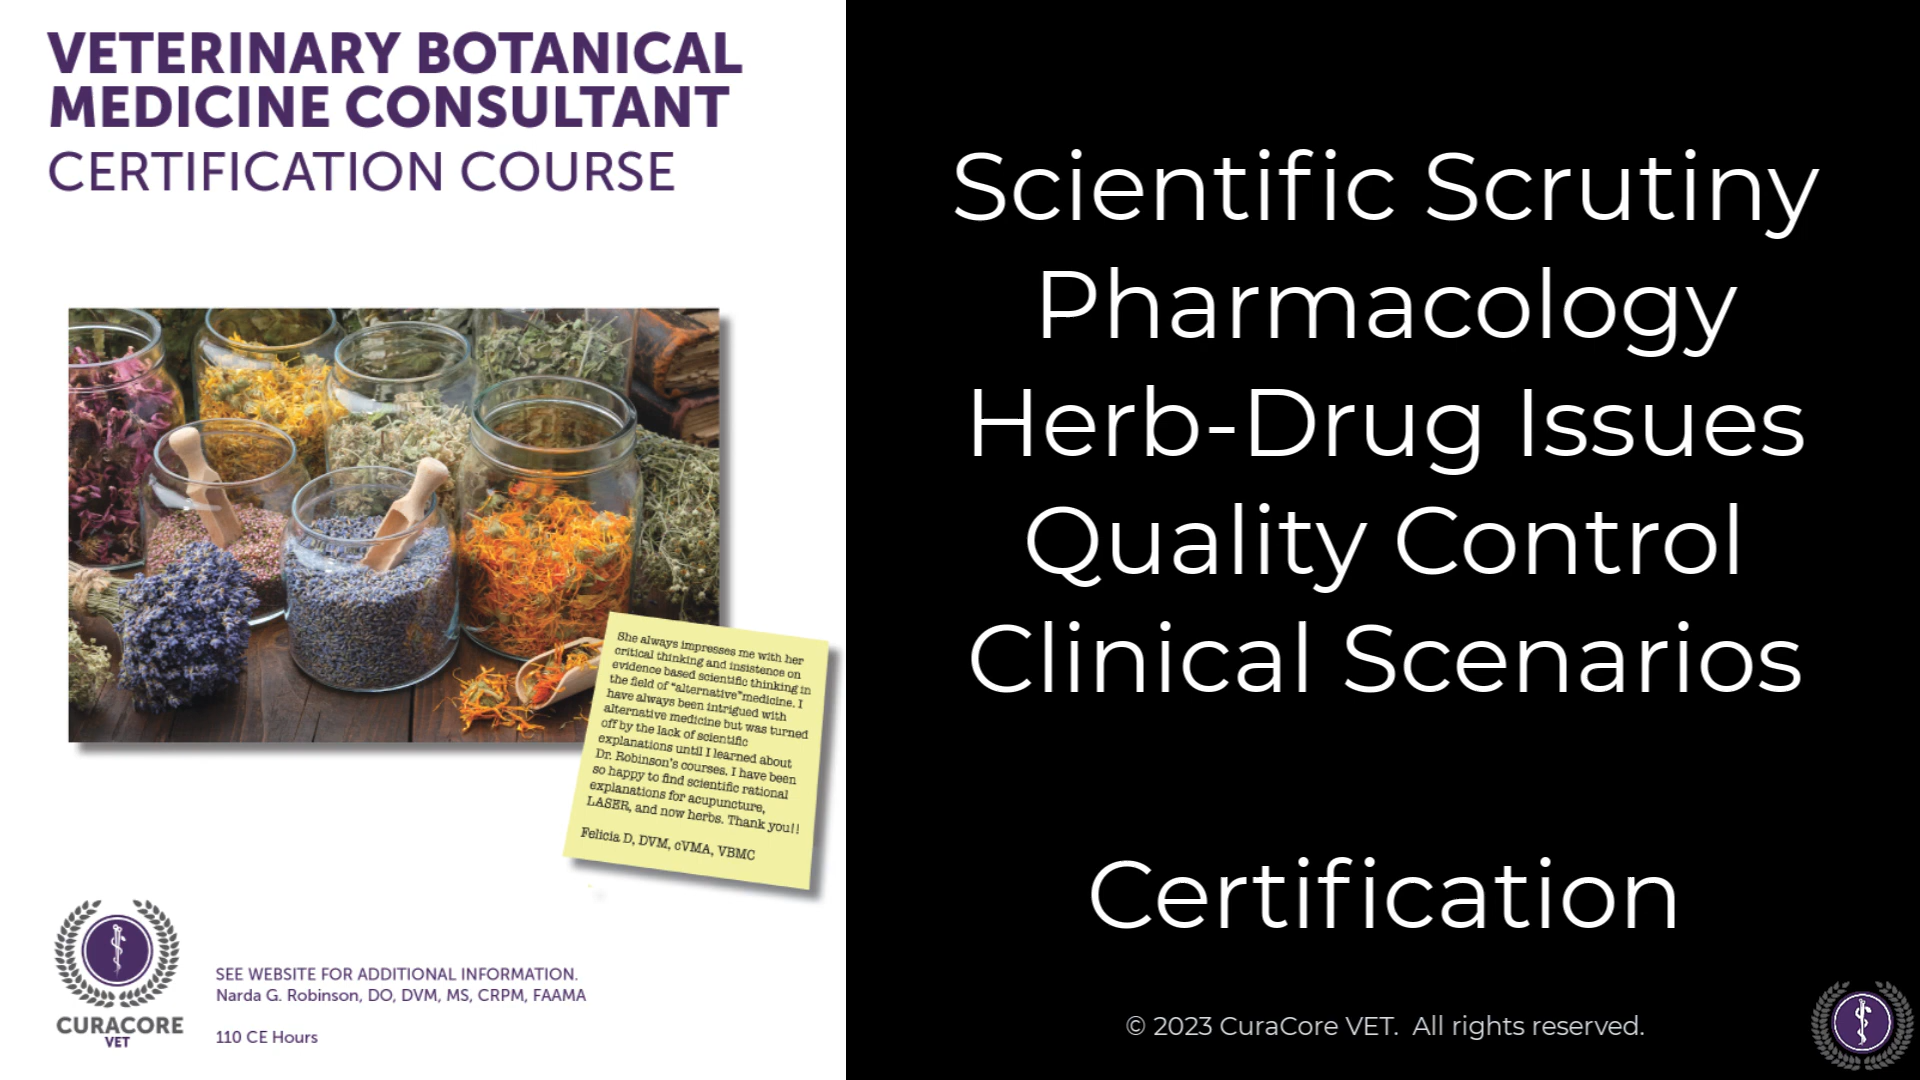 VETERINARY BOTANICAL
MEDICINE CONSULTANT
CERTIFICATION COURSE
She always impresses me with her
critical thinking and insistence on
evidence based scientific thinking in
the field of "alternative"medicine. I
have always been intrigued with
alternative medicine but was turned
off by the lack of scientific
explanations until I learned about
Dr. Robinson's courses. I have been
so happy to find scientific rational
explanations for acupuncture,
LASER, and now herbs. Thank you!!
Felicia D, DVM, cVMA, VBMC
CURACORE
VET
SEE WEBSITE FOR ADDITIONAL INFORMATION.
Narda G. Robinson, DO, DVM, MS, CRPM, FAAMA
110 CE Hours
Scientific Scrutiny
Pharmacology
Herb-Drug Issues
Quality Control
Clinical Scenarios
Certification
© 2023 CuraCore VET. All rights reserved.